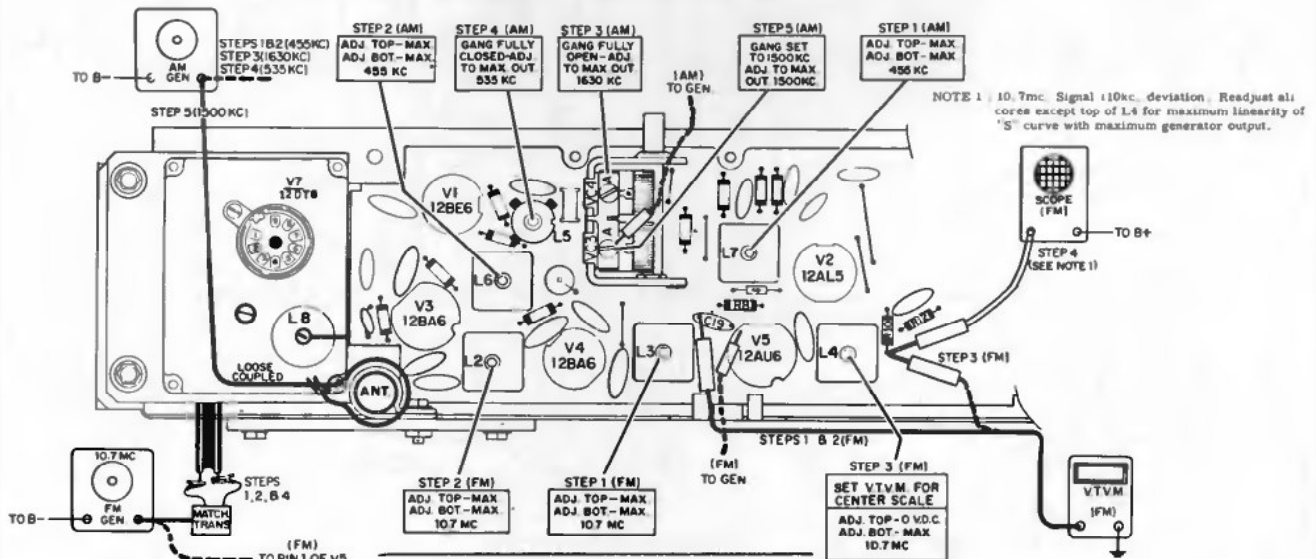 STEPS 1 & 2 (455KC)
STEP 3 (1630 KC)
STEP 4 (535KC)
AM
GEN
TO B-
STEP 5 (1500 KC)
STEP 2 (AM)
ADJ. TOP-MAX.
ADJ. BOT-MAX.
455 KC
STEP 4 (AM)
GANG FULLY
CLOSED-ADJ.
TO MAX OUT
535 KC
STEP 3 (AM)
GANG FULLY
OPEN-ADJ
TO MAX OUT
1630 KC
(AM)
TO GEN.
STEP 5 (AM)
GANG SET
TO 1500KC
ADJ TO MAX
OUT 1500KC.
STEP 1 (AM)
ADJ. TOP-MAX
ADJ. BOT-MAX
455 KC
NOTE 1 10.7mc. Signal ±10kc. deviation. Readjust all
cores except top of L4 for maximum linearity of
"S" curve with maximum generator output.
V7
12DT8
V1
12BE6
L5
VC4
A
VC3
A
L7
V2
12AL5
SCOPE
(FM)
TO B+
STEP 4
(SEE NOTE 1)
L6
V3
12BA6
L8
LOOSE
COUPLED
ANT.
L2
V4
12BA6
L3
C19
R8
V5
12AU6
L4
STEP 3 (FM)
STEPS 1 & 2 (FM)
(FM)
TO GEN
10.7 MC
FM
GEN
TO B-
STEPS
1, 2, & 4
MATCH.
TRANS
(FM)
TO PIN 1 OF V5
STEP 2 (FM)
ADJ. TOP-MAX
ADJ. BOT.-MAX
10.7 MC
STEP 1 (FM)
ADJ. TOP-MAX.
ADJ. BOT.-MAX
10.7 MC
STEP 3 (FM)
SET V.T.V.M. FOR
CENTER SCALE
ADJ. TOP-0 V.D.C.
ADJ. BOT-MAX
10.7 MC
V.T.V.M
(FM)